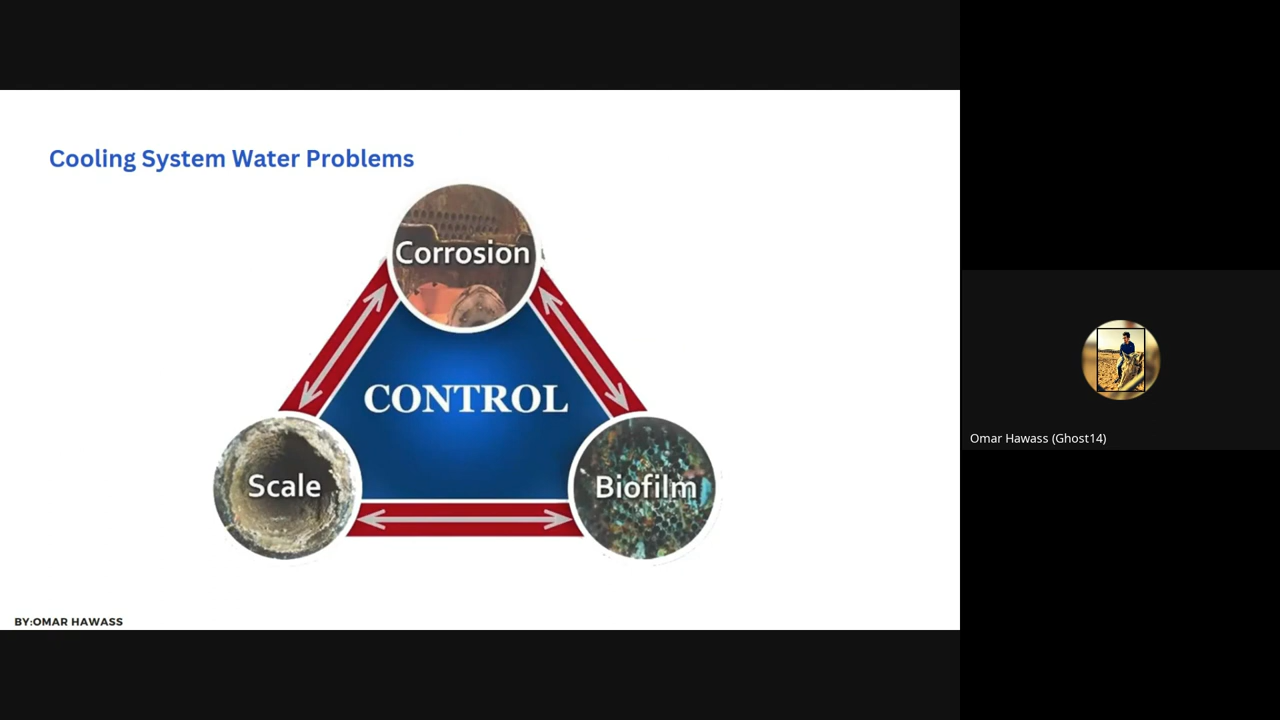 Cooling System Water Problems
Corrosion
CONTROL
Scale
Biofilm
BY:OMAR HAWASS
Omar Hawass (Ghost14)